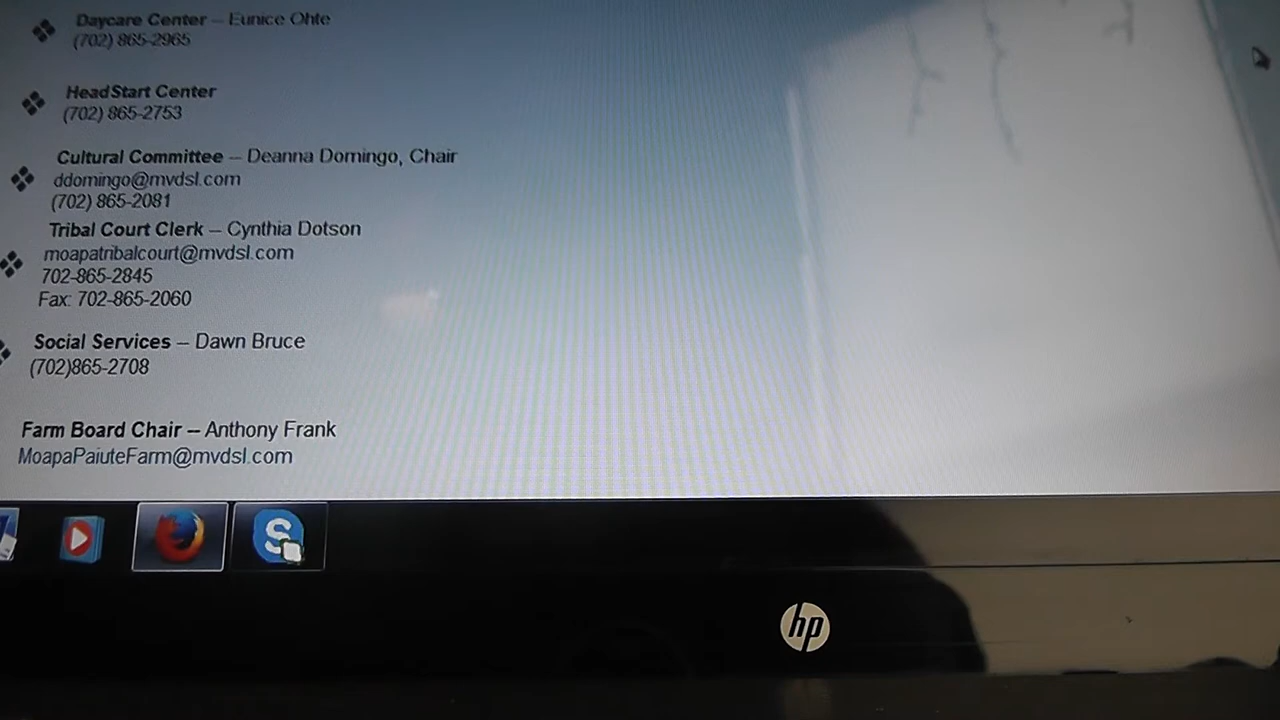 Daycare Center – Eunice Ohte
(702) 865-2965
HeadStart Center
(702) 865-2753
Cultural Committee – Deanna Domingo, Chair
ddomingo@mvdsl.com
(702) 865-2081
Tribal Court Clerk – Cynthia Dotson
moapatribalcourt@mvdsl.com
702-865-2845
Fax: 702-865-2060
Social Services – Dawn Bruce
(702)865-2708
Farm Board Chair – Anthony Frank
MoapaPaiuteFarm@mvdsl.com
S
hp